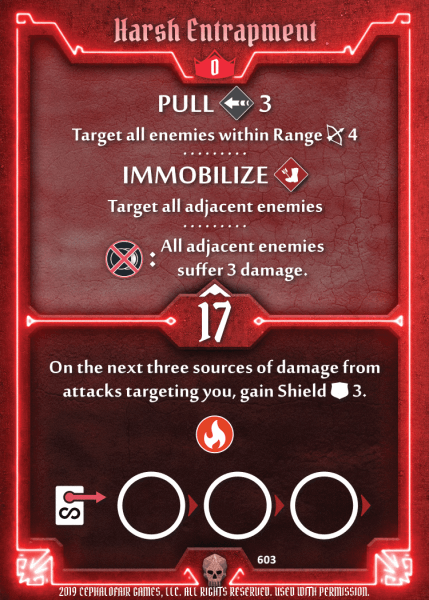 Harsh Entrapment
0
PULL 3
Target all enemies within Range 4
IMMOBILIZE
Target all adjacent enemies
: All adjacent enemies
suffer 3 damage.
17
On the next three sources of damage from
attacks targeting you, gain Shield 3.
603
2019 CEPHALOFAIR GAMES, LLC. ALL RIGHTS RESERVED. USED WITH PERMISSION.